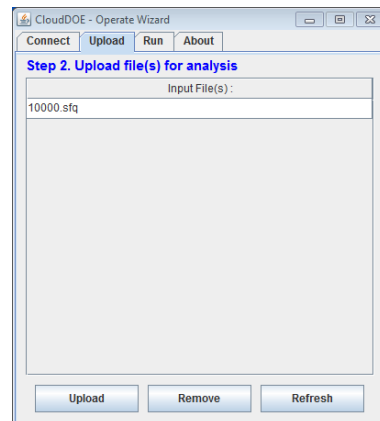 CloudDOE - Operate Wizard
Connect Upload Run About
Step 2. Upload file(s) for analysis
Input File(s) :
10000.sfq
Upload Remove Refresh